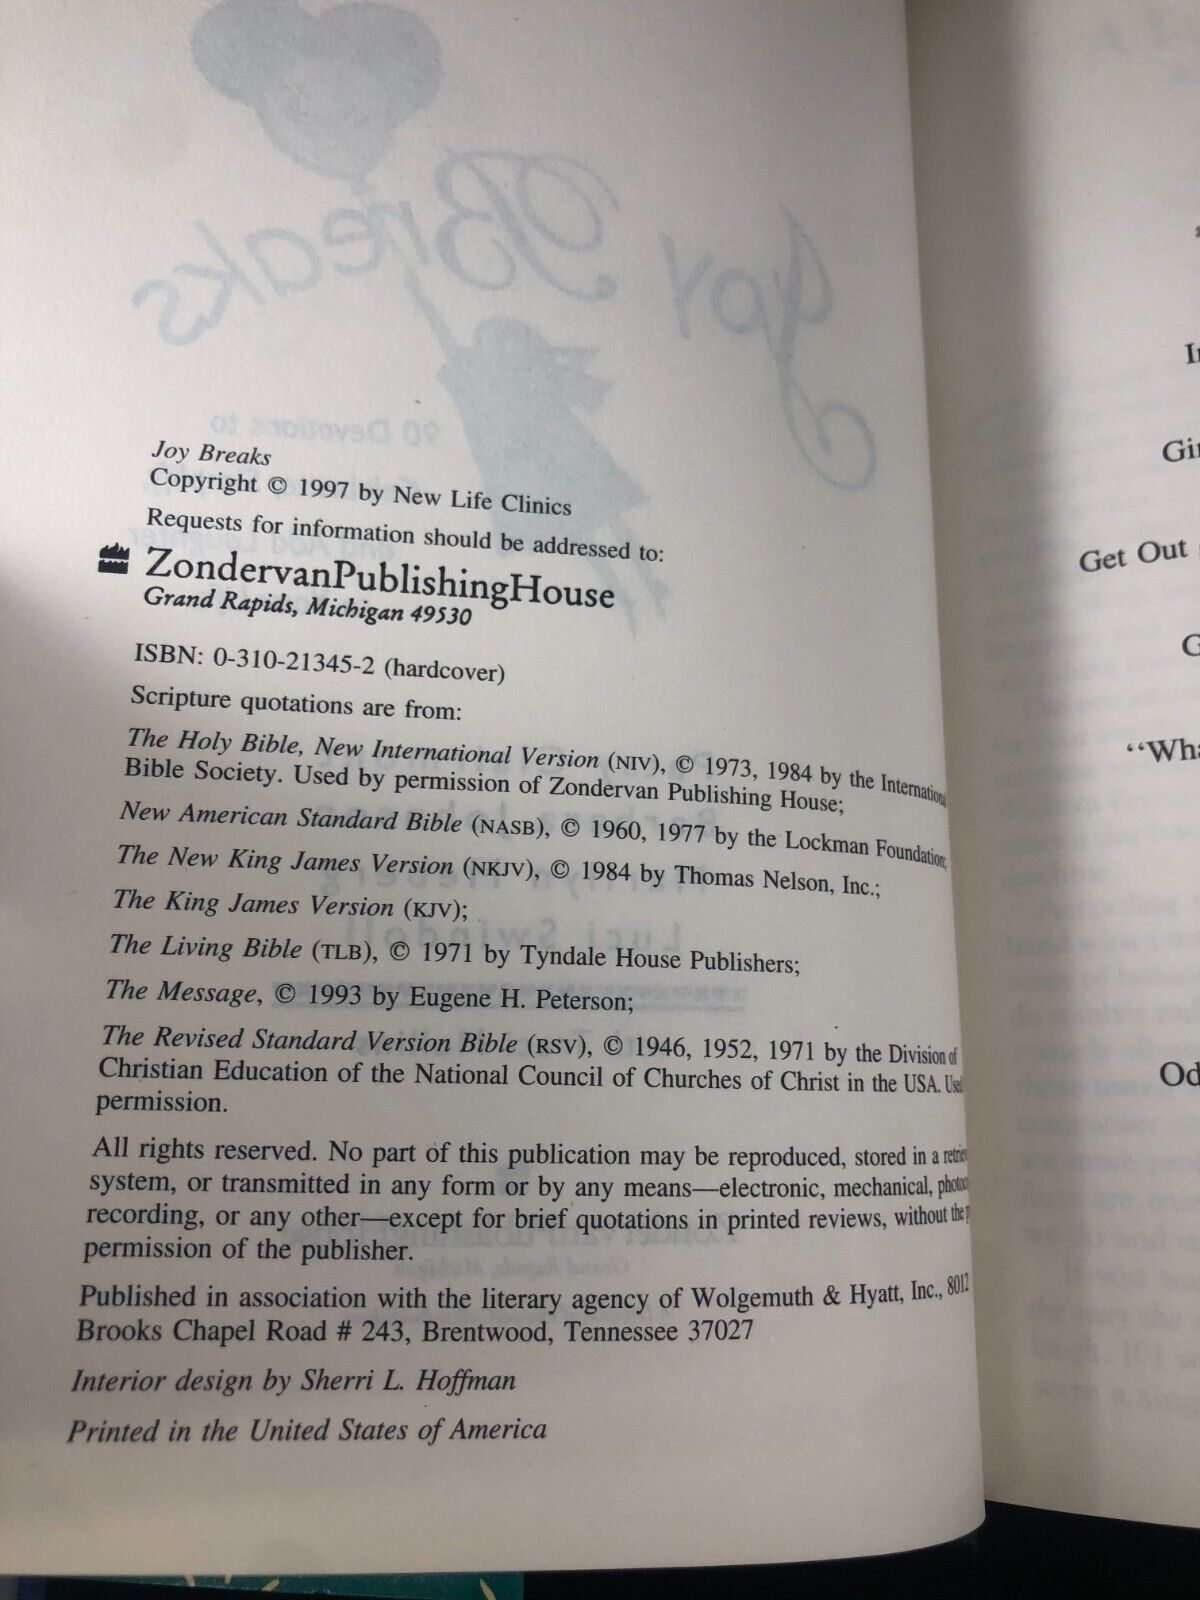 Joy Breaks
Copyright © 1997 by New Life Clinics
Requests for information should be addressed to:
ZondervanPublishingHouse
Grand Rapids, Michigan 49530
ISBN: 0-310-21345-2 (hardcover)
Scripture quotations are from:
The Holy Bible, New International Version (NIV), © 1973, 1984 by the International
Bible Society. Used by permission of Zondervan Publishing House;
New American Standard Bible (NASB), © 1960, 1977 by the Lockman Foundation;
The New King James Version (NKJV), © 1984 by Thomas Nelson, Inc.;
The King James Version (KJV);
The Living Bible (TLB), © 1971 by Tyndale House Publishers;
The Message, © 1993 by Eugene H. Peterson;
The Revised Standard Version Bible (RSV), © 1946, 1952, 1971 by the Division of
Christian Education of the National Council of Churches of Christ in the USA. Used
permission.
All rights reserved. No part of this publication may be reproduced, stored in a
system, or transmitted in any form or by any means—electronic, mechanical,
recording, or any other—except for brief quotations in printed reviews, without the
permission of the publisher.
Published in association with the literary agency of Wolgemuth & Hyatt, Inc., 8012
Brooks Chapel Road # 243, Brentwood, Tennessee 37027
Interior design by Sherri L. Hoffman
Printed in the United States of America
Joy Breaks
90 Devotions to
Luci Swindoll
Get Out